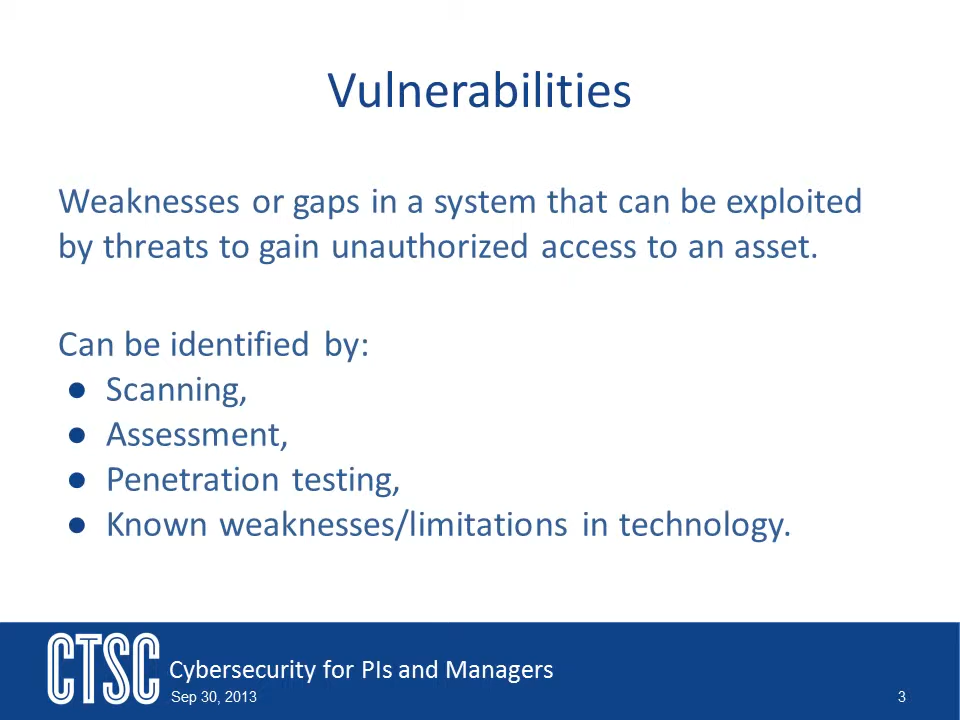 Vulnerabilities
Weaknesses or gaps in a system that can be exploited
by threats to gain unauthorized access to an asset.
Can be identified by:
● Scanning,
● Assessment,
● Penetration testing,
● Known weaknesses/limitations in technology.
CTSC Cybersecurity for PIs and Managers
Sep 30, 2013 3